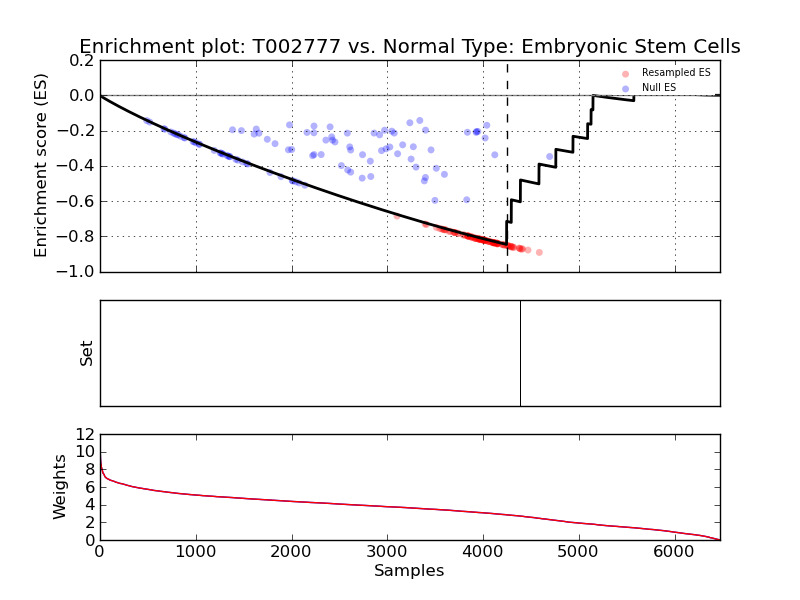 Enrichment plot: T002777 vs. Normal Type: Embryonic Stem Cells
Enrichment score (ES)
0.2
0.0
−0.2
−0.4
−0.6
−0.8
−1.0
Resampled ES
Null ES
Set
Weights
12
10
8
6
4
2
0
0 1000 2000 3000 4000 5000 6000
Samples